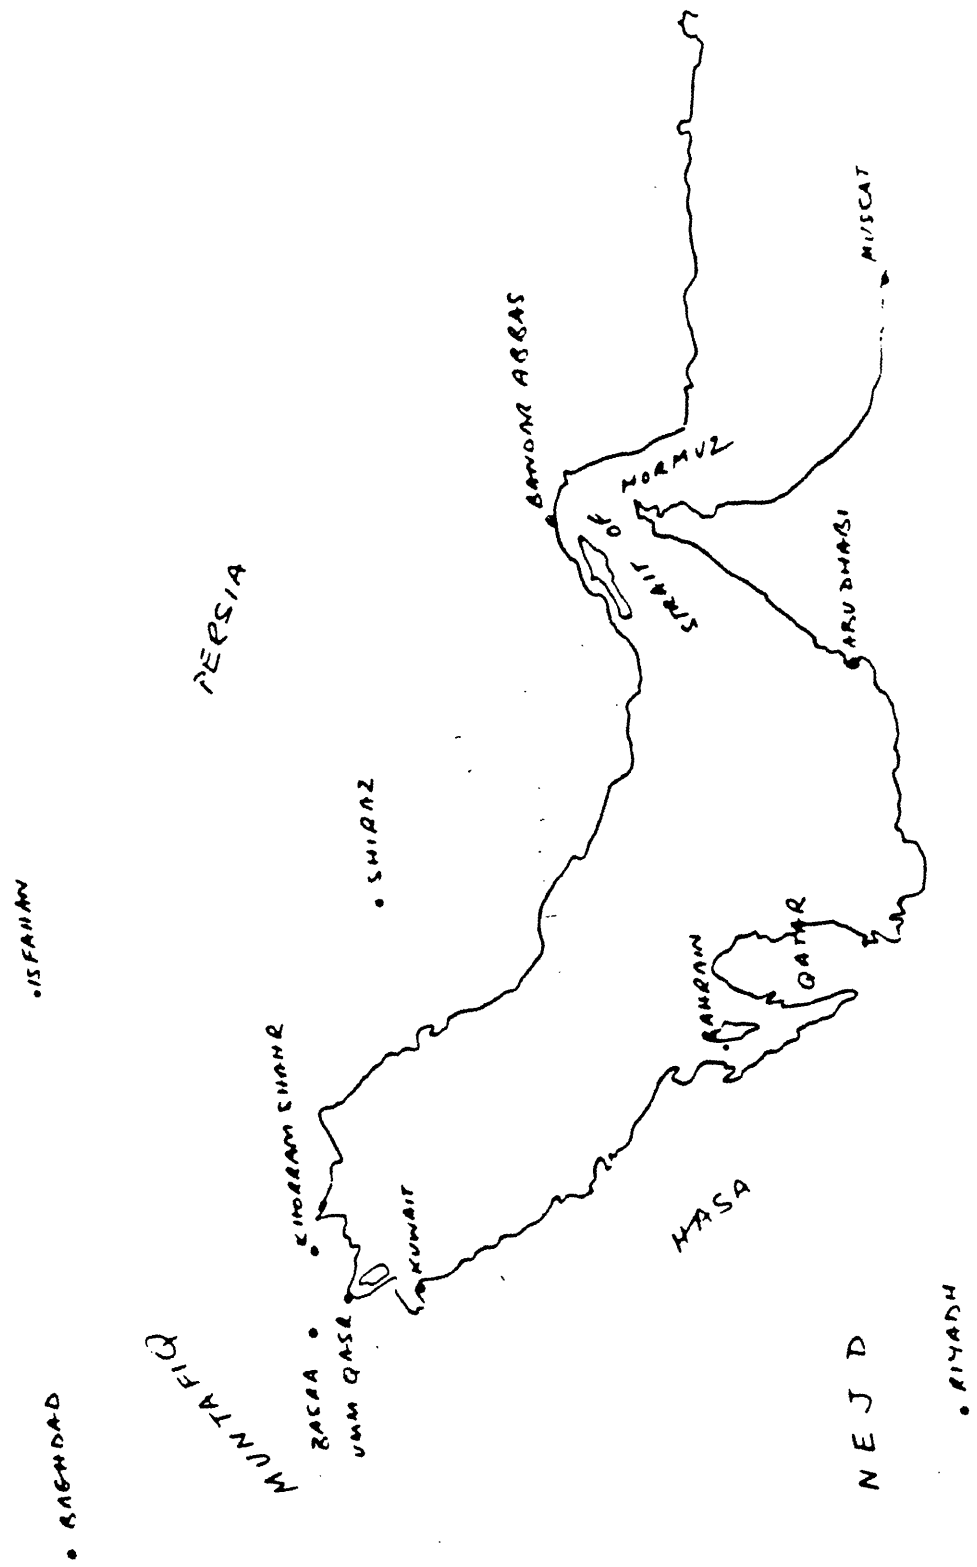 BAGHDAD
ISFAHAN
MUNTAFIQ
PERSIA
BASRA
KHORRAMSHAHR
UMM QASR
SHIRAZ
KUWAIT
BANDAR ABBAS
STRAIT
of
HORMUZ
HASA
BAHRAIN
QATAR
ABU DHABI
MUSCAT
NEJD
RIYADH